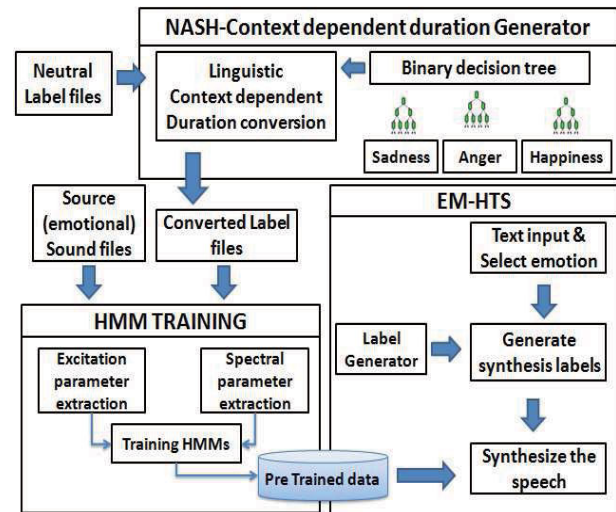 NASH-Context dependent duration Generator
Neutral
Label files
Linguistic
Context dependent
Duration conversion
Binary decision tree
Sadness
Anger
Happiness
Source
(emotional)
Sound files
Converted Label
files
EM-HTS
Text input &
Select emotion
HMM TRAINING
Excitation
parameter
extraction
Spectral
parameter
extraction
Label
Generator
Generate
synthesis labels
Training HMMs
Pre Trained data
Synthesize the
speech